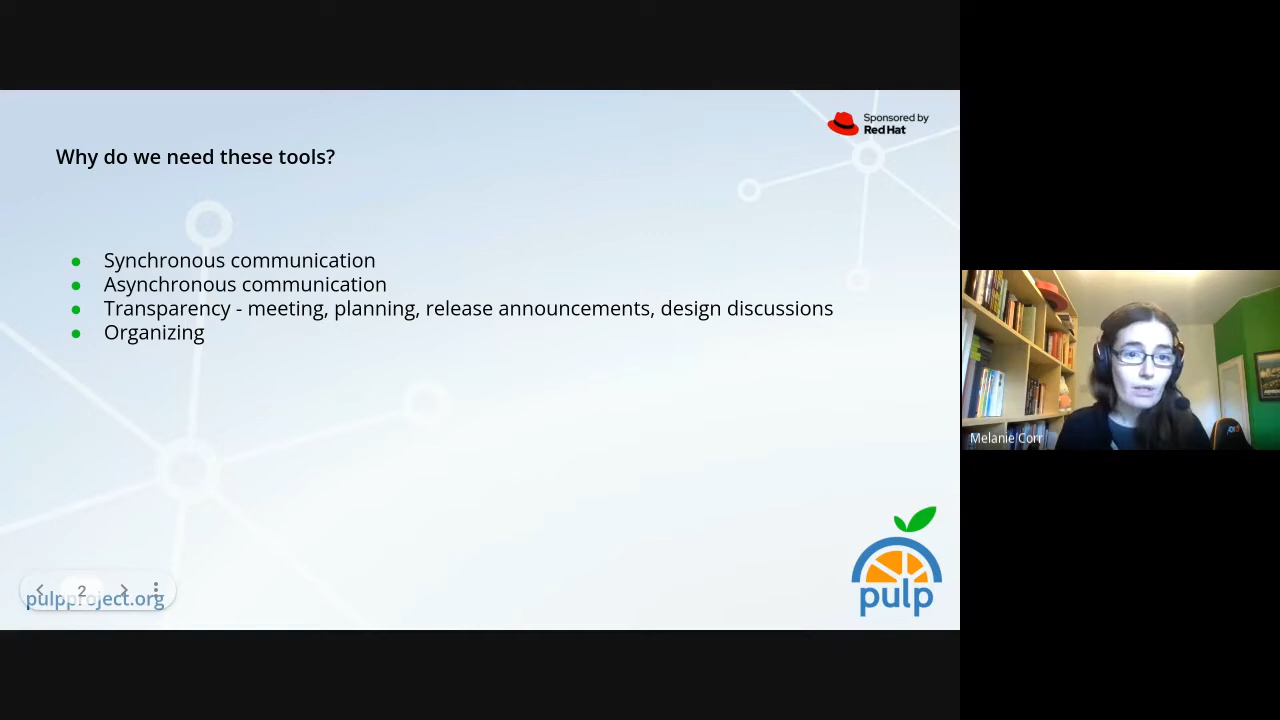 Sponsored by
Red Hat
Why do we need these tools?
Synchronous communication
Asynchronous communication
Transparency - meeting, planning, release announcements, design discussions
Organizing
Melanie Corr
2
pulpproject.org
pulp